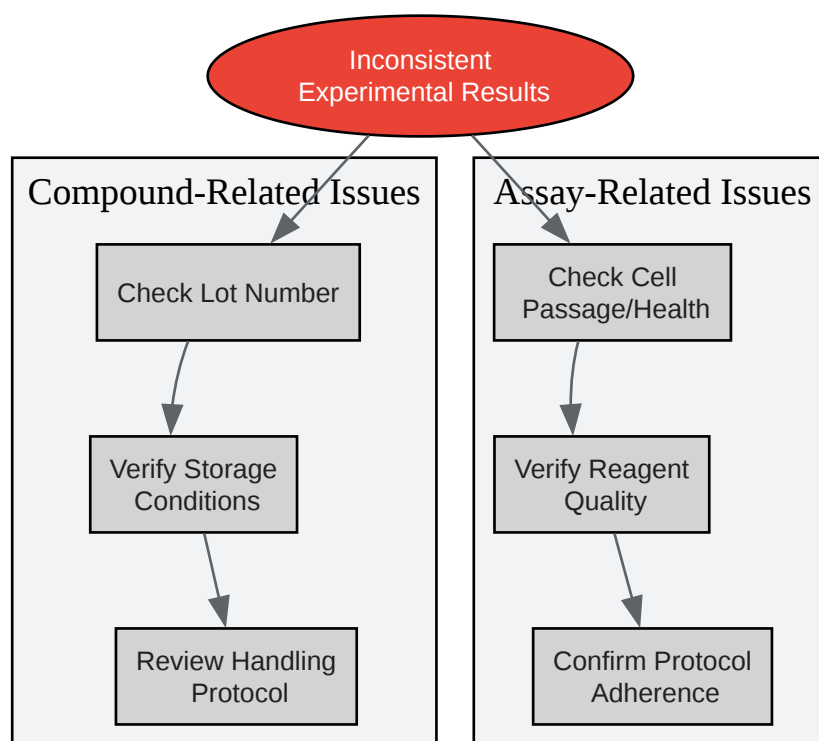 Inconsistent
Experimental Results
Compound-Related Issues
Check Lot Number
Verify Storage
Conditions
Review Handling
Protocol
Assay-Related Issues
Check Cell
Passage/Health
Verify Reagent
Quality
Confirm Protocol
Adherence